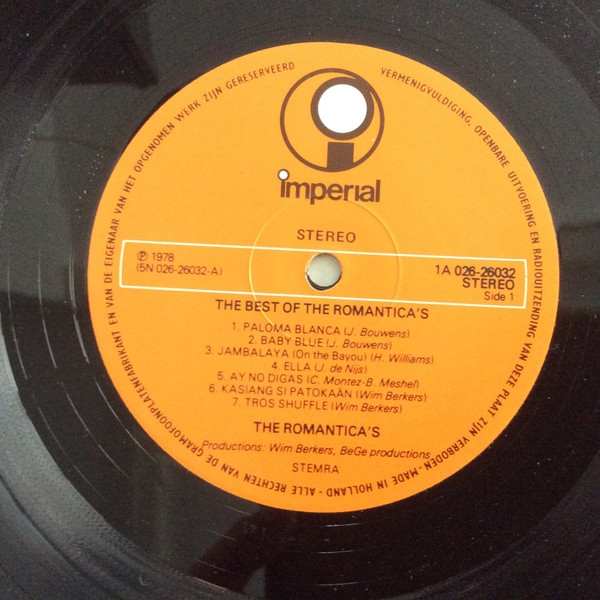 imperial
STEREO
℗ 1978
(5N 026-26032-A)
1A 026-26032
STEREO
Side 1
THE BEST OF THE ROMANTICA'S
1. PALOMA BLANCA (J. Bouwens)
2. BABY BLUE (J. Bouwens)
3. JAMBALAYA (On the Bayou) (H. Williams)
4. ELLA (J. de Nijs)
5. AY NO DIGAS (C. Montez-B. Meshel)
6. KASIANG SI PATOKAÄN (Wim Berkers)
7. TROS SHUFFLE (Wim Berkers)
THE ROMANTICA'S
Productions: Wim Berkers, BeGe productions
STEMRA
ALLE RECHTEN VAN DE GRAMOFOONPLATENFABRIKANT EN VAN DE EIGENAAR VAN HET OPGENOMEN WERK ZIJN GERESERVEERD
VERMENIGVULDIGING, OPENBARE UITVOERING EN RADIOUITZENDING VAN DEZE PLAAT ZIJN VERBODEN - MADE IN HOLLAND -